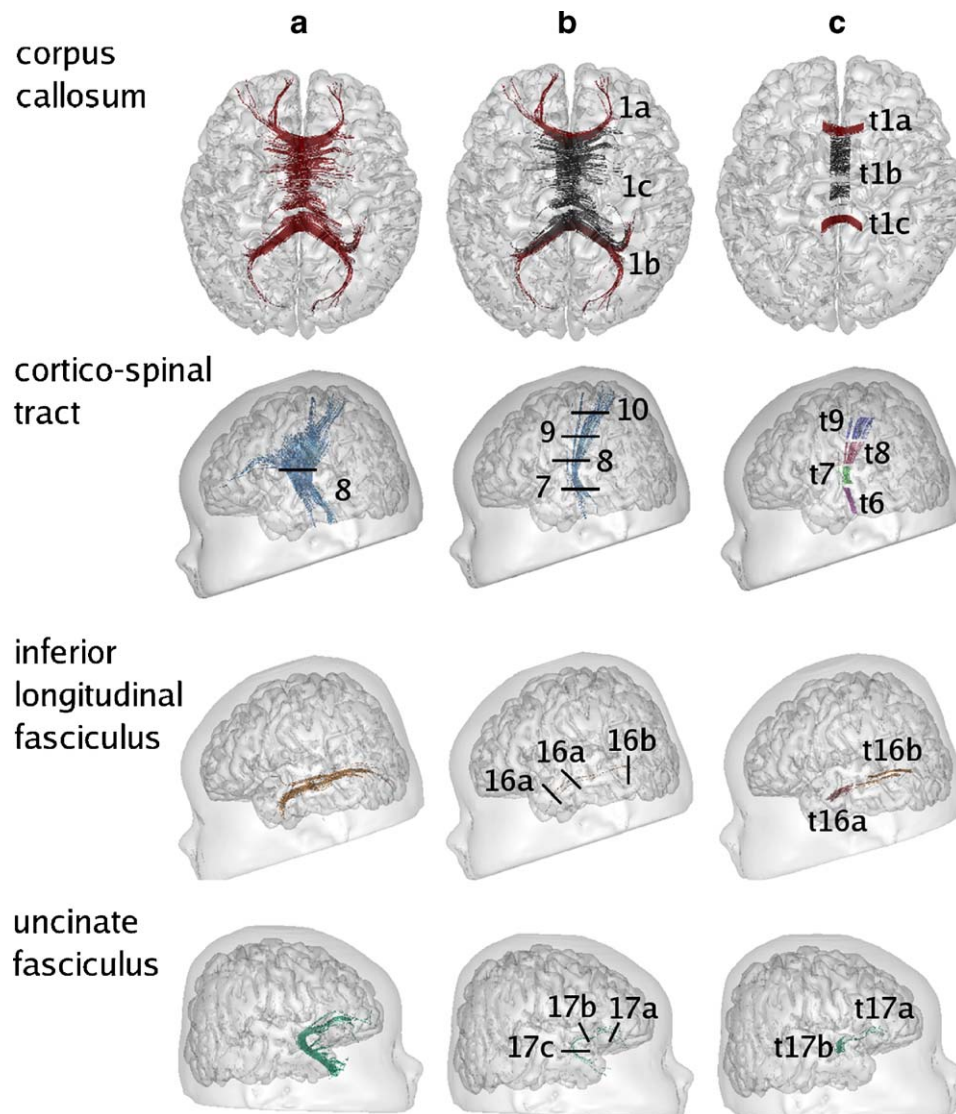 a b c
corpus
callosum
1a
1c
1b
t1a
t1b
t1c
cortico-spinal
tract
8
10
9
8
7
t9
t8
t7
t6
inferior
longitudinal
fasciculus
16a
16a
16b
t16b
t16a
uncinate
fasciculus
17b
17a
17c
t17a
t17b